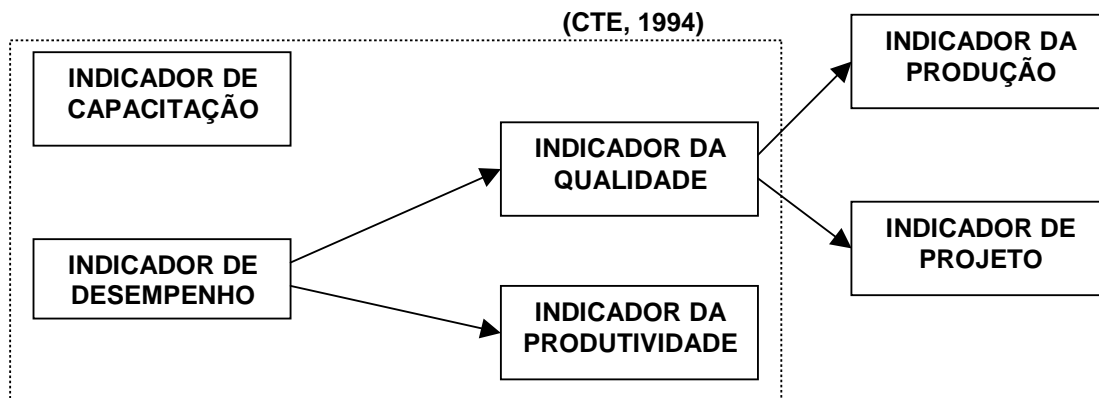 (CTE, 1994)
INDICADOR DE
CAPACITAÇÃO
INDICADOR DE
DESEMPENHO
INDICADOR DA
QUALIDADE
INDICADOR DA
PRODUTIVIDADE
INDICADOR DA
PRODUÇÃO
INDICADOR DE
PROJETO